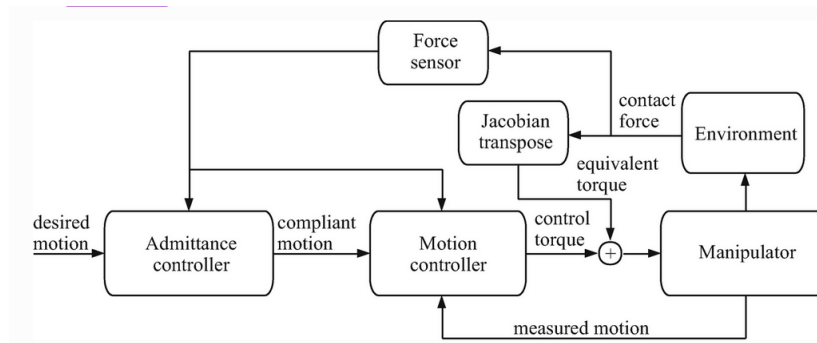 Force
sensor
contact
force
Jacobian
transpose
Environment
equivalent
torque
desired
motion
Admittance
controller
compliant
motion
Motion
controller
control
torque
+
Manipulator
measured motion